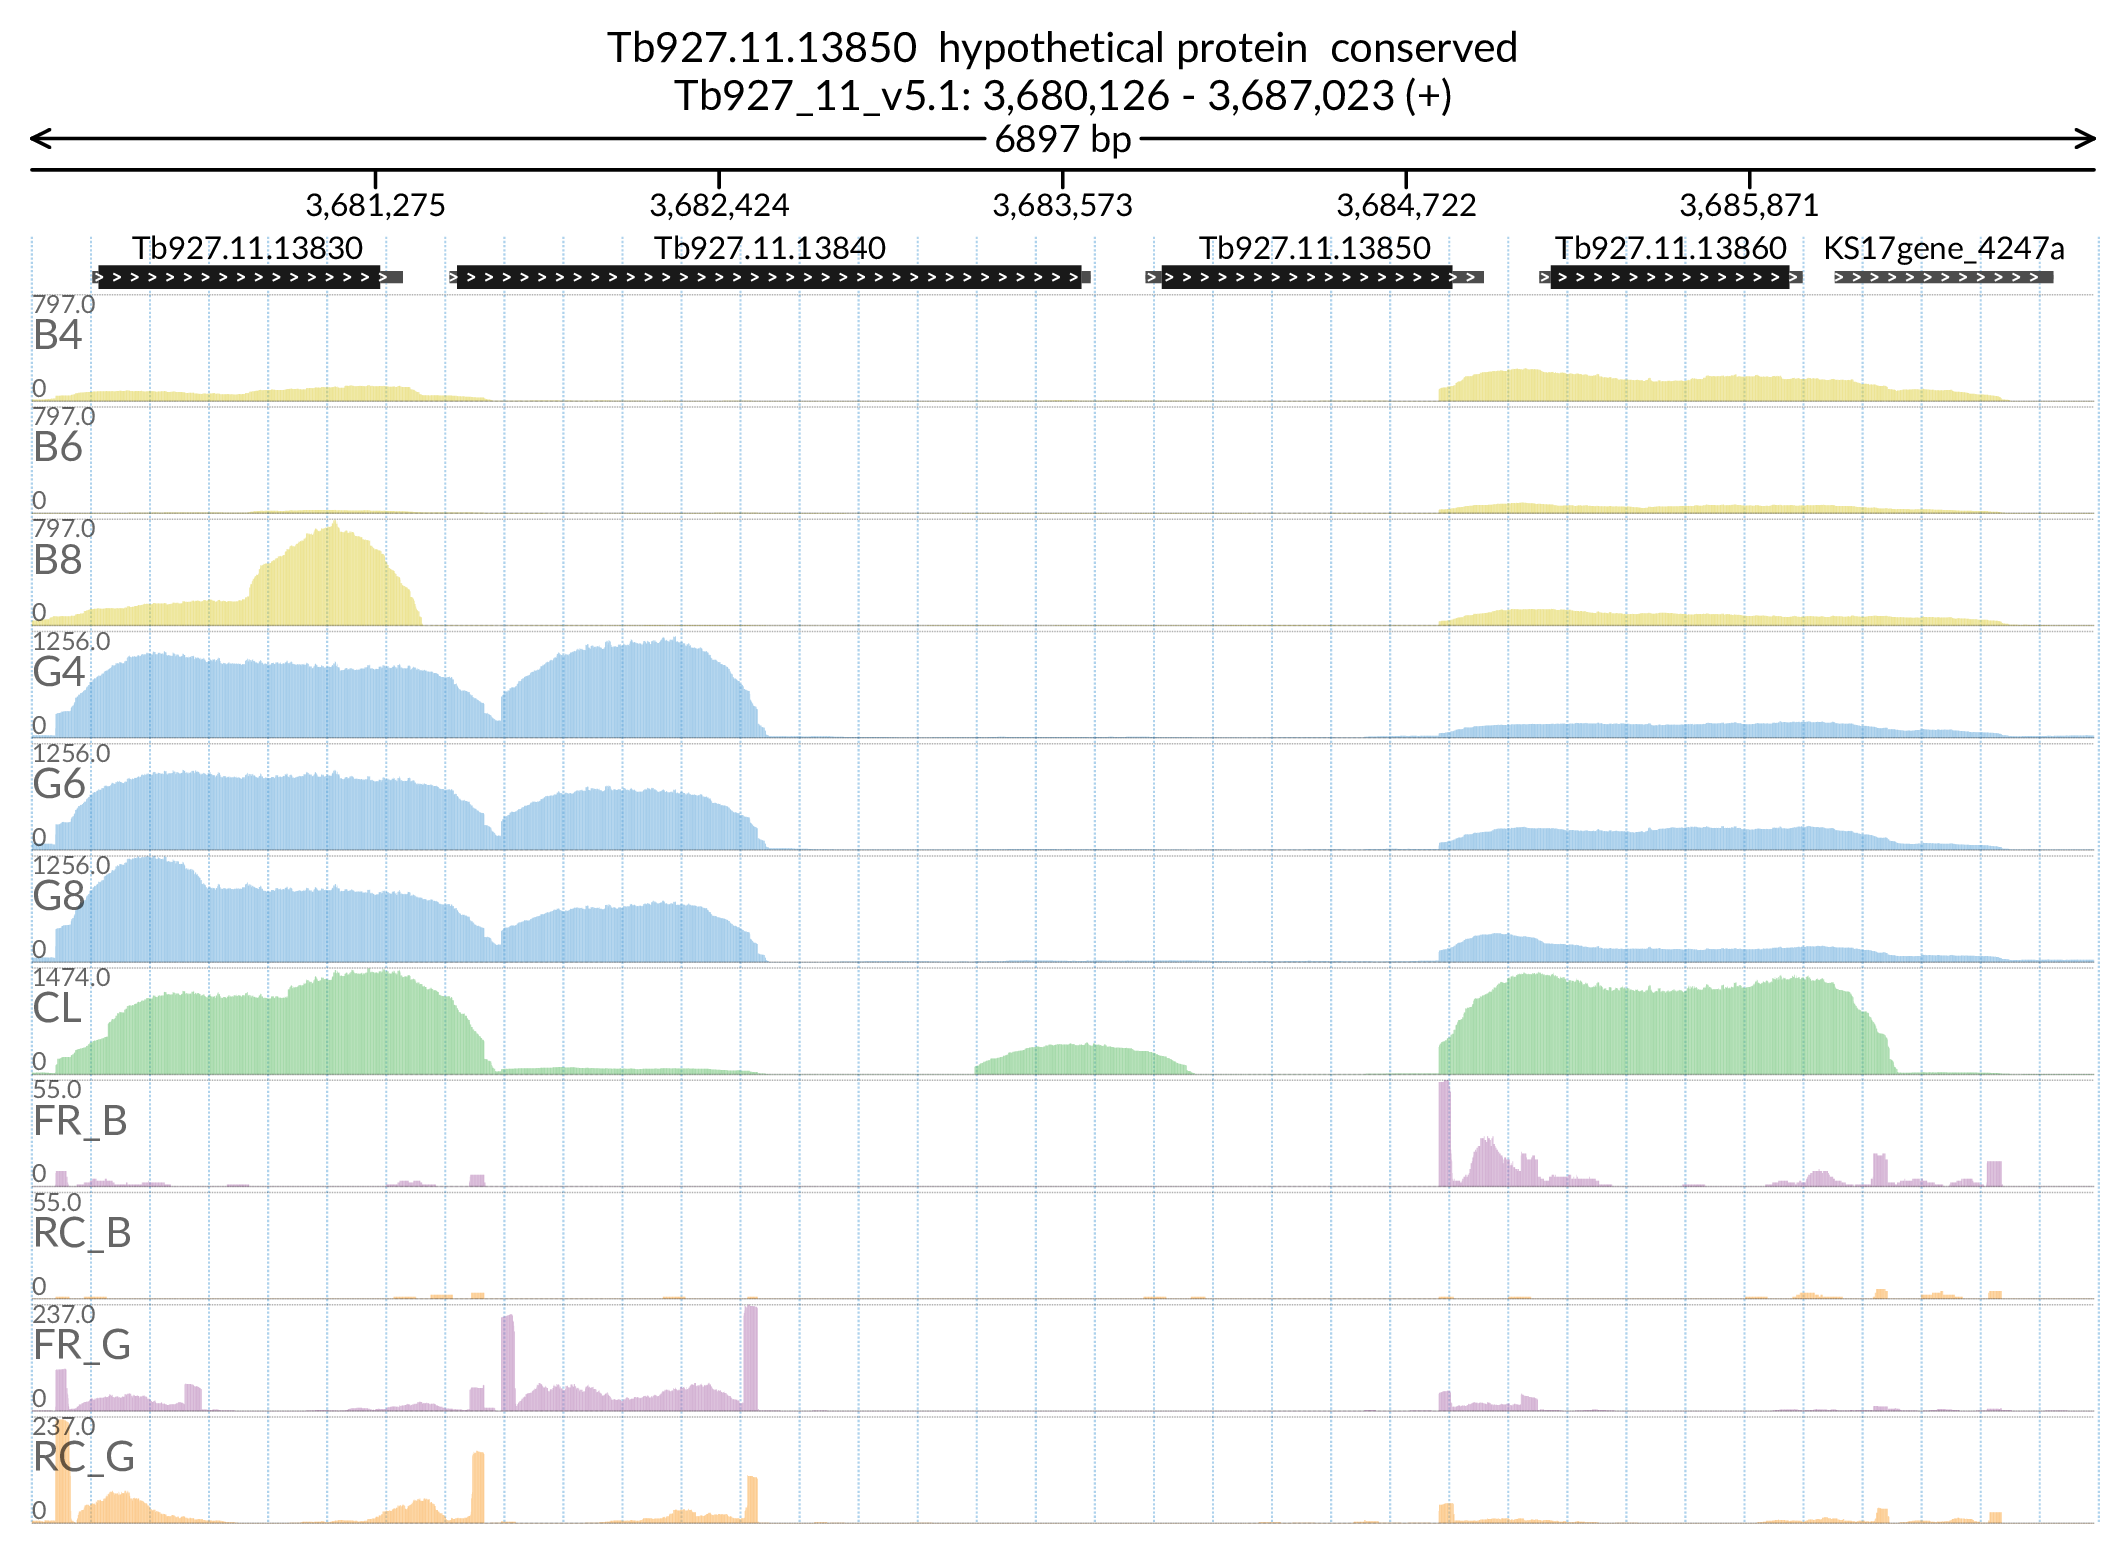 Tb927.11.13850  hypothetical protein  conserved
Tb927_11_v5.1: 3,680,126 - 3,687,023 (+)
6897 bp
3,681,275 3,682,424 3,683,573 3,684,722 3,685,871
Tb927.11.13830 Tb927.11.13840 Tb927.11.13850 Tb927.11.13860 KS17gene_4247a
797.0
B4
0
797.0
B6
0
797.0
B8
0
1256.0
G4
0
1256.0
G6
0
1256.0
G8
0
1474.0
CL
0
55.0
FR_B
0
55.0
RC_B
0
237.0
FR_G
0
237.0
RC_G
0